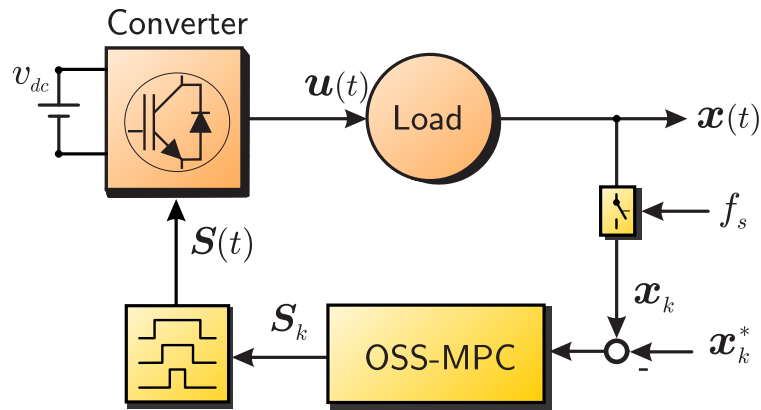 Converter
v_dc
u(t)
Load
x(t)
f_s
S(t)
x_k
S_k
OSS-MPC
x_k^*
-